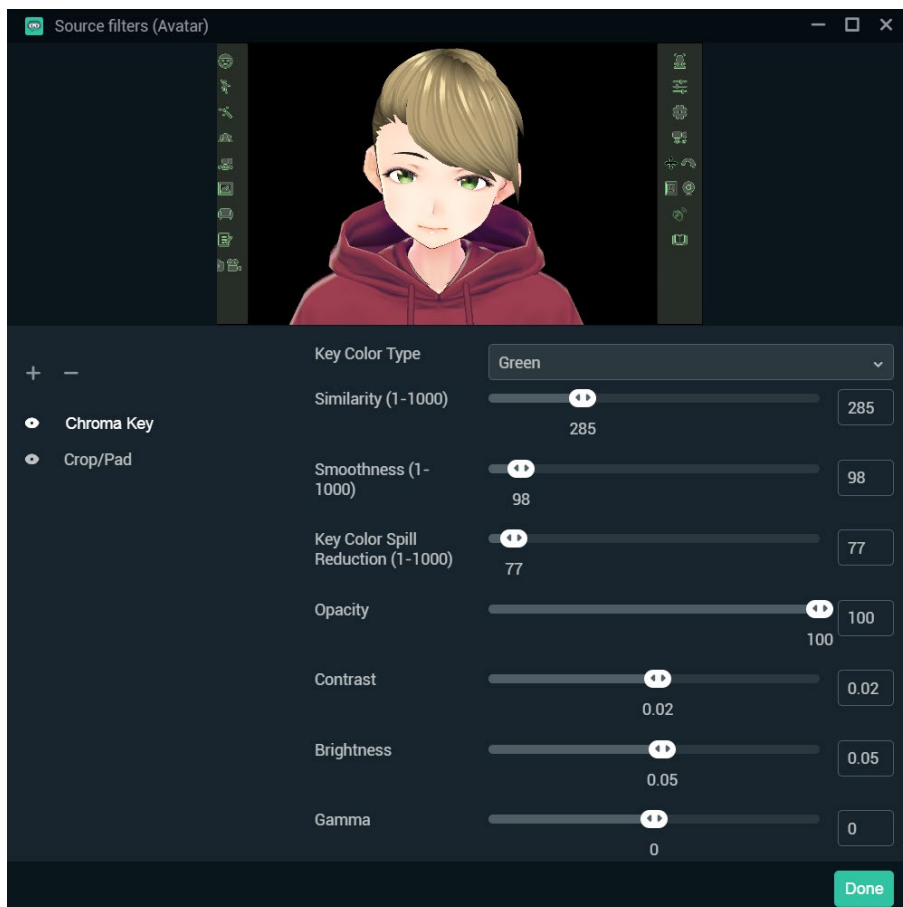 Source filters (Avatar)
Key Color Type
Green
Similarity (1-1000)
285
285
Chroma Key
Crop/Pad
Smoothness (1-
1000)
98
98
Key Color Spill
Reduction (1-1000)
77
77
Opacity
100
100
Contrast
0.02
0.02
Brightness
0.05
0.05
Gamma
0
0
Done